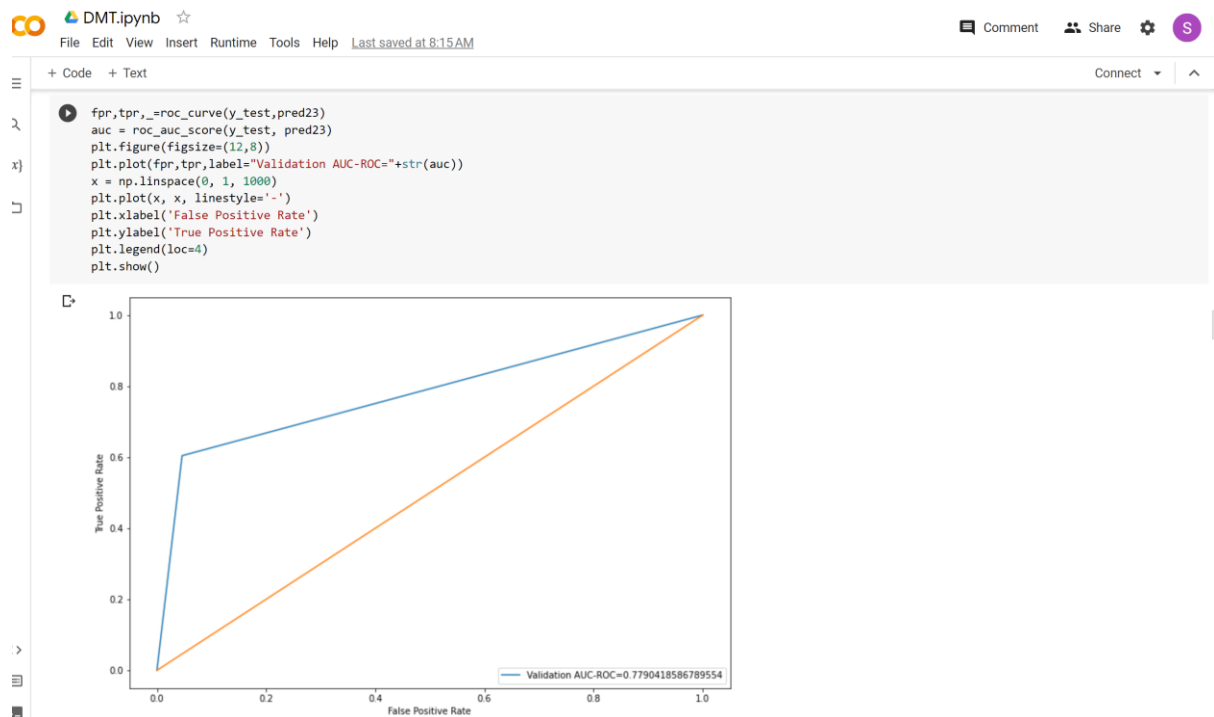 CO
DMT.ipynb
File Edit View Insert Runtime Tools Help Last saved at 8:15 AM
Comment Share S
+ Code + Text
Connect
fpr,tpr,_=roc_curve(y_test,pred23)
auc = roc_auc_score(y_test, pred23)
plt.figure(figsize=(12,8))
plt.plot(fpr,tpr,label="Validation AUC-ROC="+str(auc))
x = np.linspace(0, 1, 1000)
plt.plot(x, x, linestyle='-')
plt.xlabel('False Positive Rate')
plt.ylabel('True Positive Rate')
plt.legend(loc=4)
plt.show()
x}
1.0
0.8
0.6
0.4
0.2
0.0
True Positive Rate
Validation AUC-ROC=0.7790418586789554
0.0 0.2 0.4 0.6 0.8 1.0
False Positive Rate